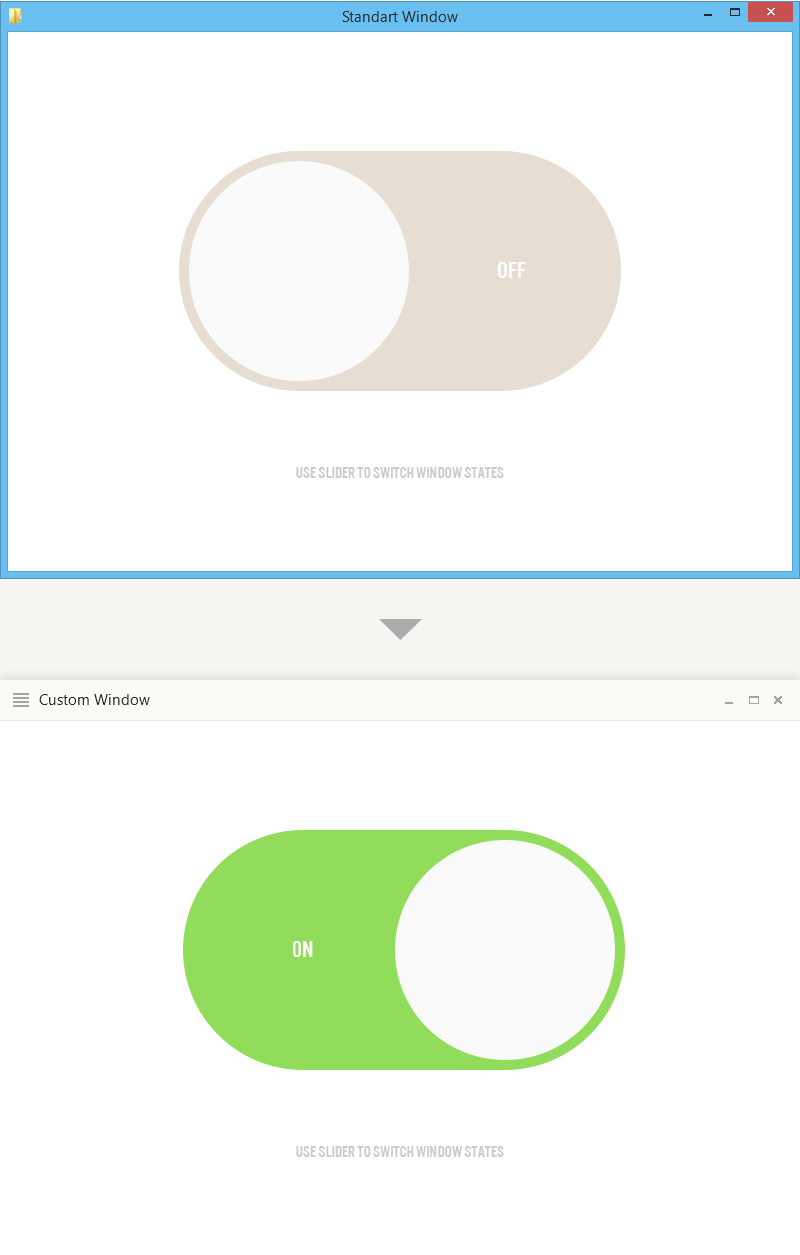 Standart Window
OFF
USE SLIDER TO SWITCH WINDOW STATES
Custom Window
ON
USE SLIDER TO SWITCH WINDOW STATES